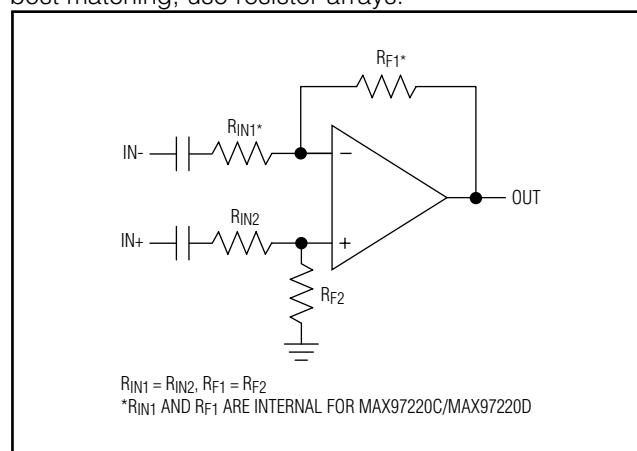 best matching, use resistor arrays.
RF1*
RIN1*
IN-
−
OUT
RIN2
IN+
+
RF2
RIN1 = RIN2, RF1 = RF2
*RIN1 AND RF1 ARE INTERNAL FOR MAX97220C/MAX97220D